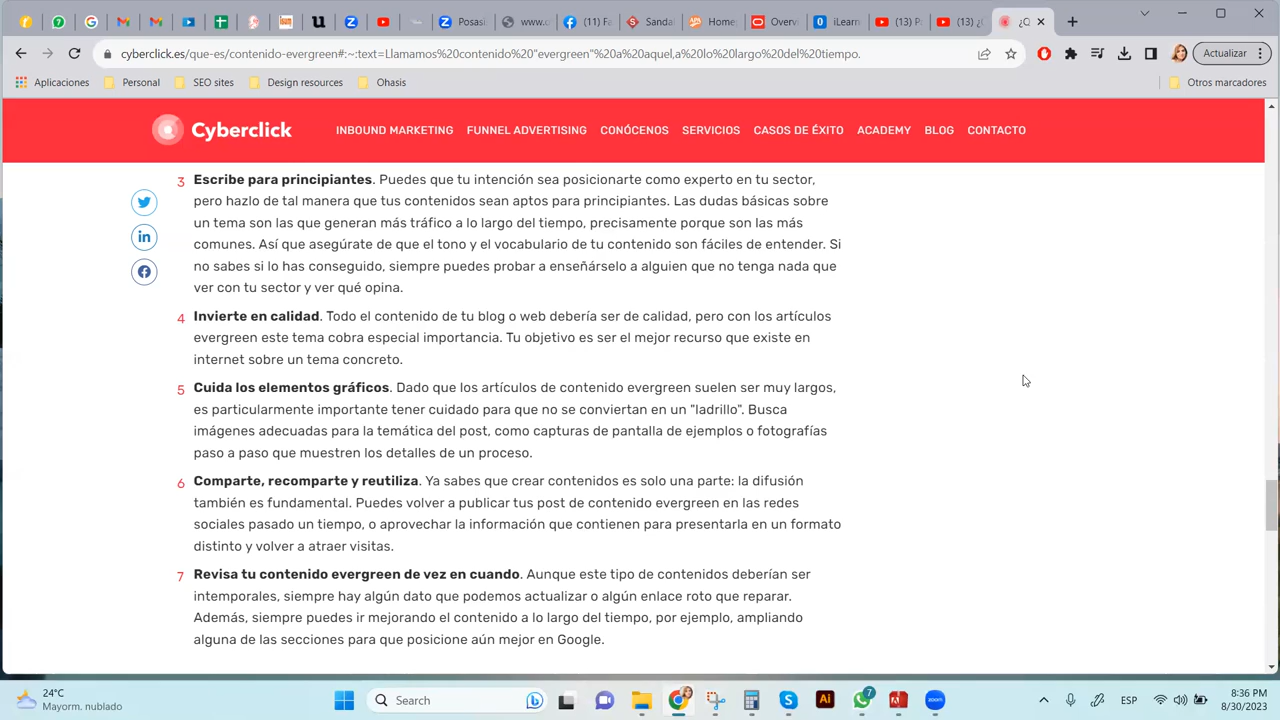 Posas
www.c
(11) Fa
Sandal
Home
Overv
iLearn
(13) P
(13) ¿C
¿Q
cyberclick.es/que-es/contenido-evergreen#:~:text=Llamamos%20contenido%20"evergreen"%20a%20aquel,a%20lo%20largo%20del%20tiempo.
Actualizar
Aplicaciones
Personal
SEO sites
Design resources
Ohasis
Otros marcadores
Cyberclick
INBOUND MARKETING
FUNNEL ADVERTISING
CONÓCENOS
SERVICIOS
CASOS DE ÉXITO
ACADEMY
BLOG
CONTACTO
3 Escribe para principiantes. Puedes que tu intención sea posicionarte como experto en tu sector,
pero hazlo de tal manera que tus contenidos sean aptos para principiantes. Las dudas básicas sobre
un tema son las que generan más tráfico a lo largo del tiempo, precisamente porque son las más
comunes. Así que asegúrate de que el tono y el vocabulario de tu contenido son fáciles de entender. Si
no sabes si lo has conseguido, siempre puedes probar a enseñárselo a alguien que no tenga nada que
ver con tu sector y ver qué opina.
4 Invierte en calidad. Todo el contenido de tu blog o web debería ser de calidad, pero con los artículos
evergreen este tema cobra especial importancia. Tu objetivo es ser el mejor recurso que existe en
internet sobre un tema concreto.
5 Cuida los elementos gráficos. Dado que los artículos de contenido evergreen suelen ser muy largos,
es particularmente importante tener cuidado para que no se conviertan en un "ladrillo". Busca
imágenes adecuadas para la temática del post, como capturas de pantalla de ejemplos o fotografías
paso a paso que muestren los detalles de un proceso.
6 Comparte, recomparte y reutiliza. Ya sabes que crear contenidos es solo una parte: la difusión
también es fundamental. Puedes volver a publicar tus post de contenido evergreen en las redes
sociales pasado un tiempo, o aprovechar la información que contienen para presentarla en un formato
distinto y volver a atraer visitas.
7 Revisa tu contenido evergreen de vez en cuando. Aunque este tipo de contenidos deberían ser
intemporales, siempre hay algún dato que podemos actualizar o algún enlace roto que reparar.
Además, siempre puedes ir mejorando el contenido a lo largo del tiempo, por ejemplo, ampliando
alguna de las secciones para que posicione aún mejor en Google.
24°C
Mayorm. nublado
Search
7
ESP
8:36 PM
8/30/2023